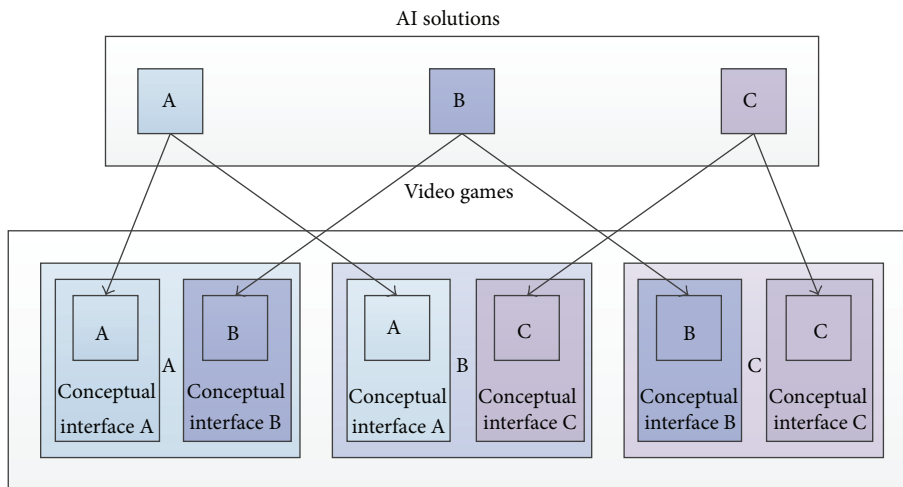 AI solutions
A
B
C
Video games
A
Conceptual
interface A
A
B
Conceptual
interface B
A
Conceptual
interface A
B
C
Conceptual
interface C
B
Conceptual
interface B
C
C
Conceptual
interface C